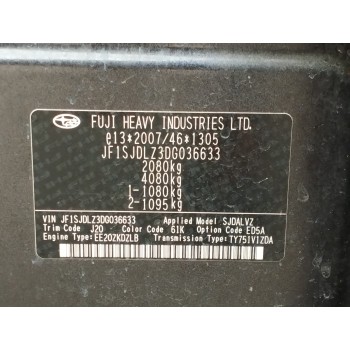 FUJI HEAVY INDUSTRIES LTD.
e13*2007/46*1305
JF1SJDLZ3DG036633
2080kg
4080kg
1-1080kg
2-1095kg
VIN JF1SJDLZ3DG036633 Applied Model SJDALVZ
Trim Code J20 Color Code 61K Option Code ED5A
Engine Type:EE20ZKDZLB Transmission Type:TY751V1ZDA